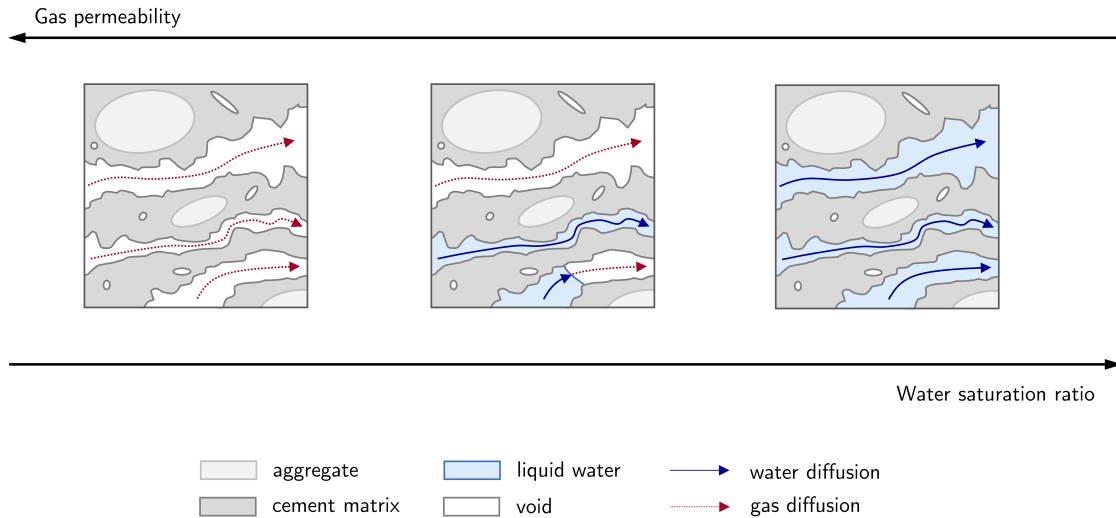 Gas permeability
Water saturation ratio
aggregate
liquid water
water diffusion
cement matrix
void
gas diffusion